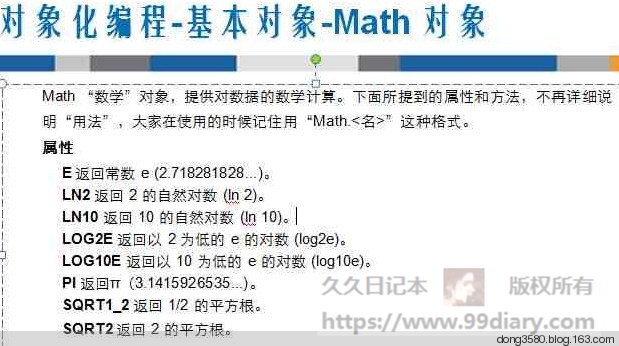 对象化编程-基本对象-Math 对象
Math “数学”对象，提供对数据的数学计算。下面所提到的属性和方法，不再详细说
明“用法”，大家在使用的时候记住用“Math.<名>”这种格式。
属性
E 返回常数 e (2.718281828...)。
LN2 返回 2 的自然对数 (ln 2)。
LN10 返回 10 的自然对数 (ln 10)。
LOG2E 返回以 2 为低的 e 的对数 (log2e)。
LOG10E 返回以 10 为低的 e 的对数 (log10e)。
PI 返回π（3.1415926535...)。
SQRT1_2 返回 1/2 的平方根。
SQRT2 返回 2 的平方根。
久久日记本 版权所有
https://www.99diary.com
dong3580.blog.163.com